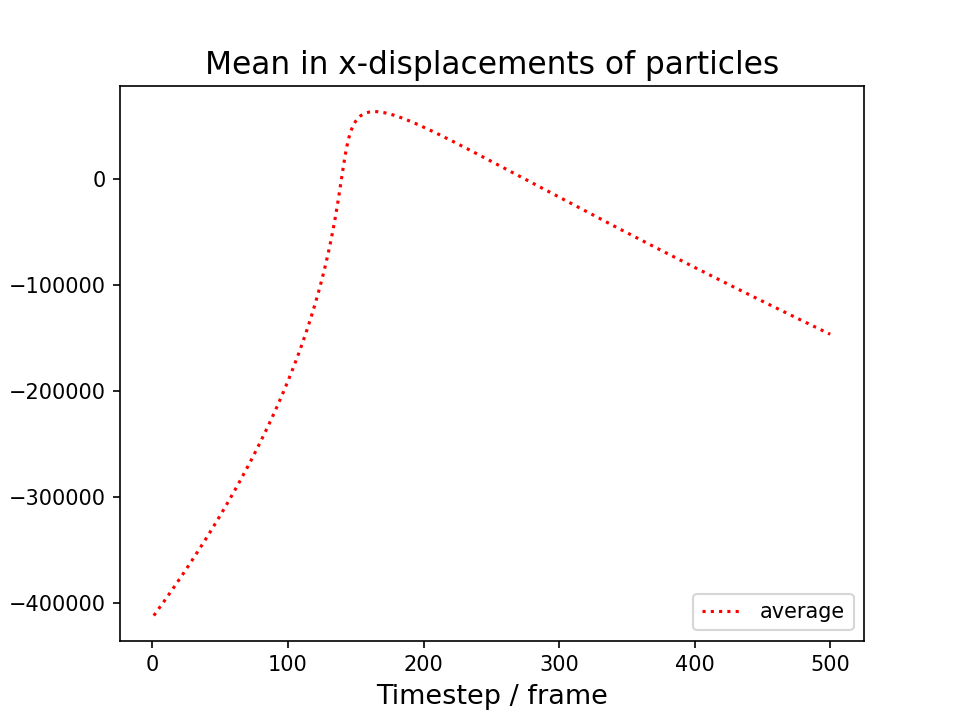 Mean in x-displacements of particles
0
−100000
−200000
−300000
−400000
average
0 100 200 300 400 500
Timestep / frame